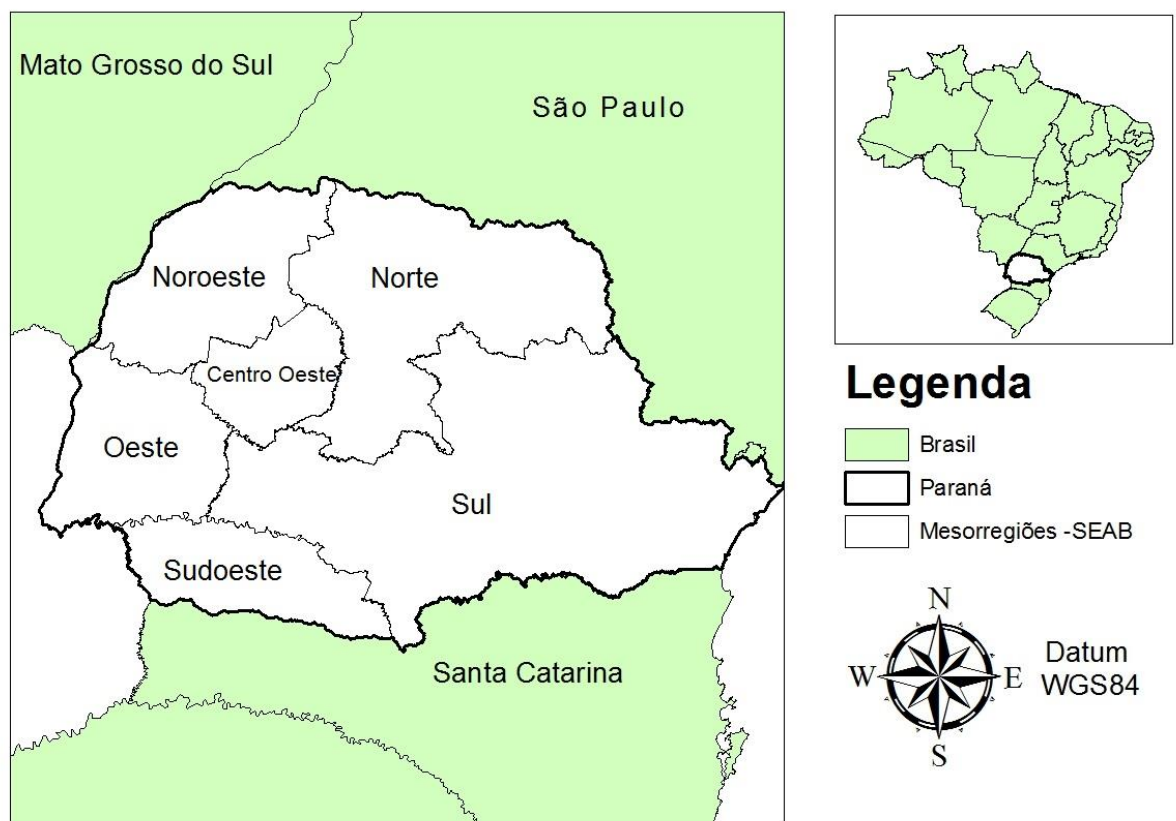 Mato Grosso do Sul
São Paulo
Noroeste
Norte
Centro Oeste
Oeste
Sul
Sudoeste
Santa Catarina
Legenda
Brasil
Paraná
Mesorregiões -SEAB
N
W
E
S
Datum
WGS84